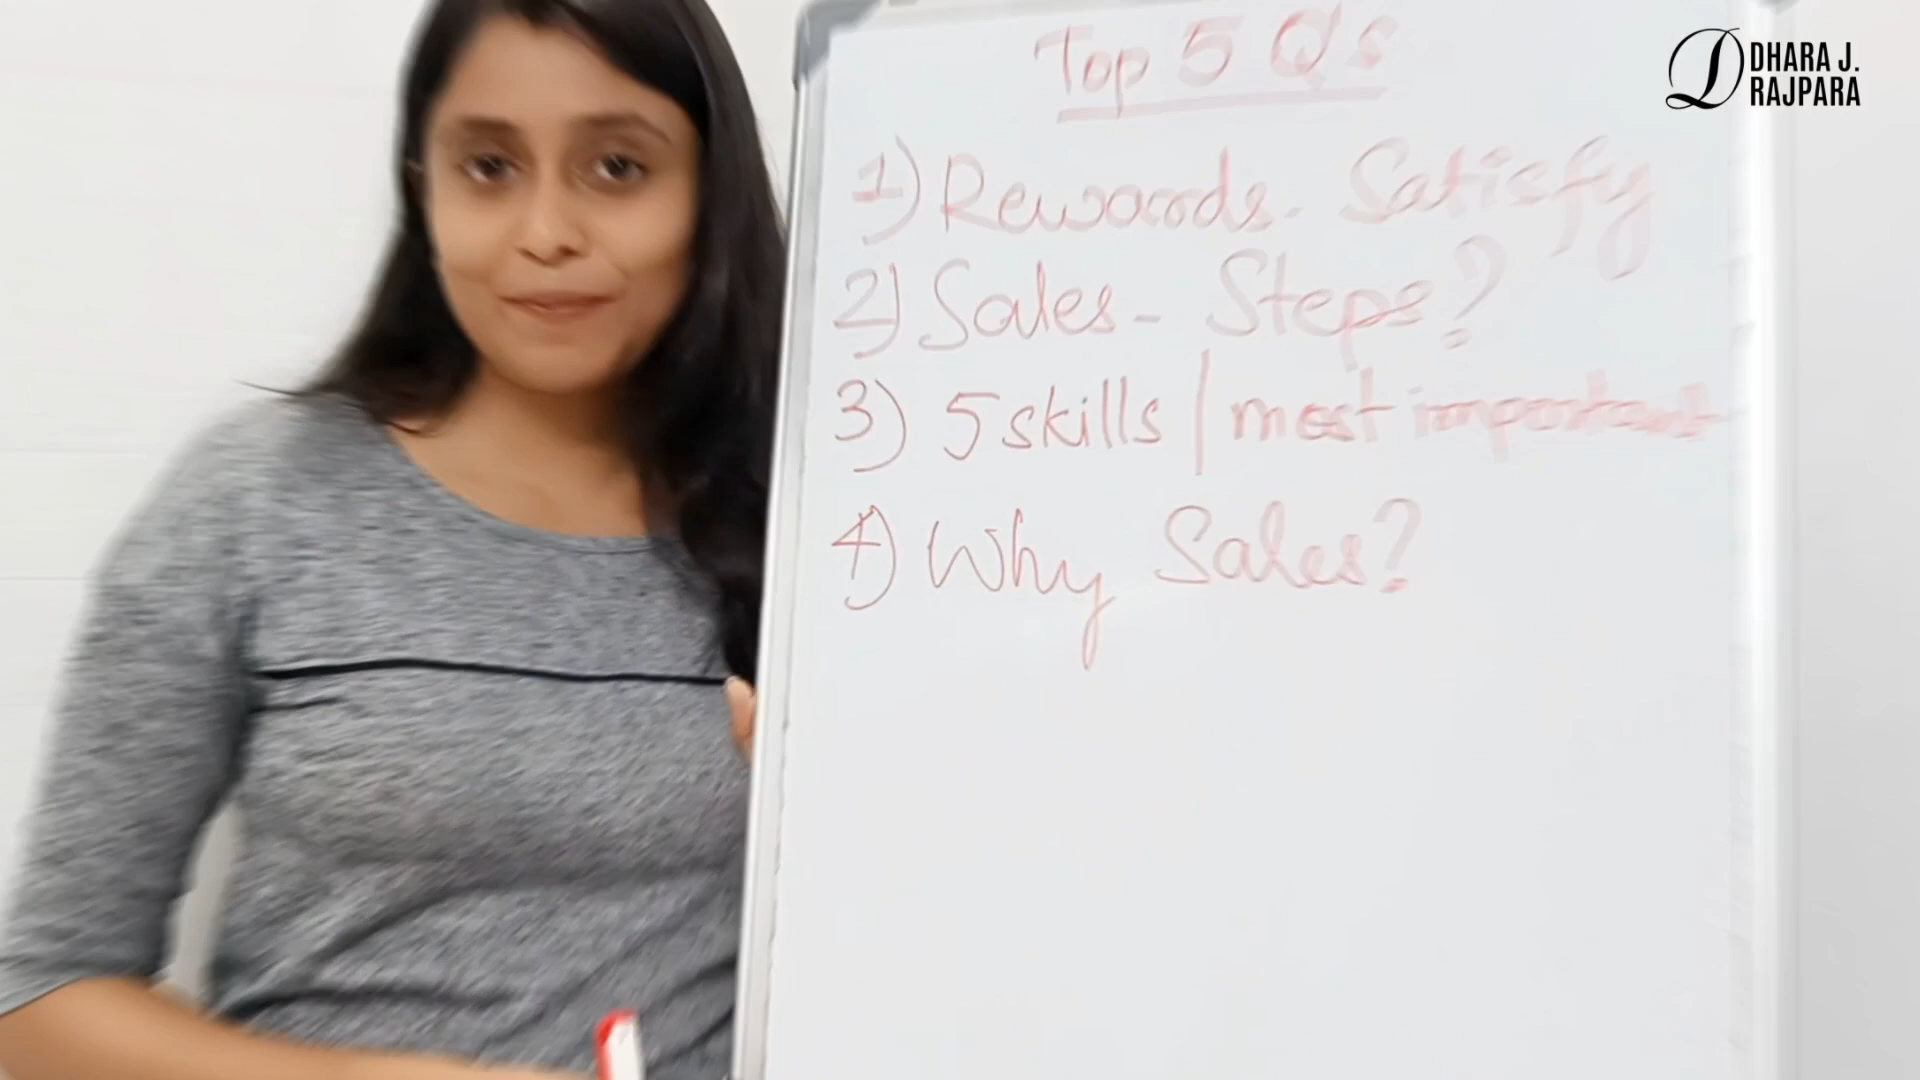 Top 5 Q's
1) Rewards - Satisfy
2) Sales - Steps?
3) 5 skills | most important
4) Why Sales?
DHARA J.
RAJPARA